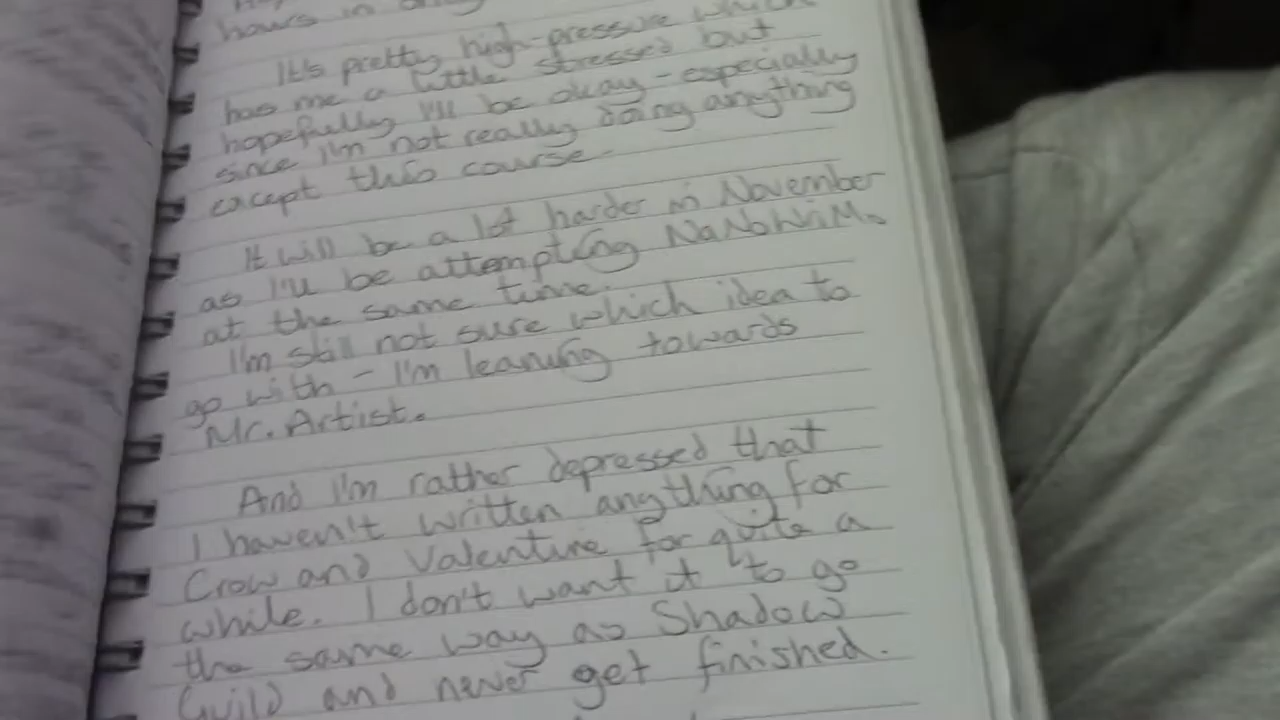 hours in
It's pretty high-pressure which
has me a little stressed but
hopefully I'll be okay - especially
since I'm not really doing anything
except this course.
It will be a lot harder in November
as I'll be attempting NaNoWriMo
at the same time.
I'm still not sure which idea to
go with - I'm leaning towards
Mr. Artist.
And I'm rather depressed that
I haven't written anything for
Crow and Valentine for quite a
while. I don't want it to go
the same way as Shadow
Guild and never get finished.